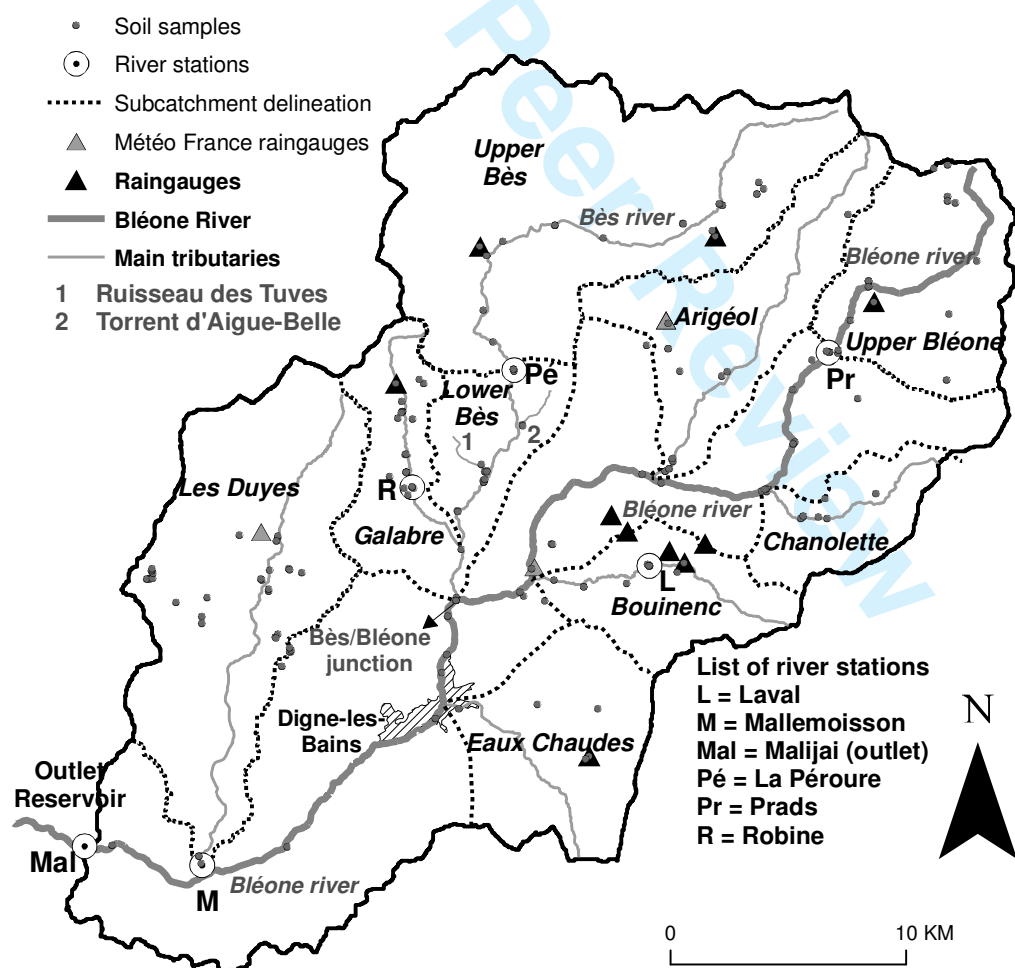 Soil samples
River stations
Subcatchment delineation
Météo France raingauges
Raingauges
Bléone River
Main tributaries
1 Ruisseau des Tuves
2 Torrent d'Aigue-Belle
Peer Review
Upper
Bès
Bès river
Bléone river
Arigéol
Upper Bléone
Pé
Pr
Lower
Bès
1
2
Les Duyes
R
Bléone river
Galabre
Chanolette
L
Bouinenc
Bès/Bléone
junction
Digne-les-
Bains
Eaux Chaudes
Outlet
Reservoir
Mal
M
Bléone river
List of river stations
L = Laval
M = Mallemoisson
Mal = Malijai (outlet)
Pé = La Péroure
Pr = Prads
R = Robine
N
0 10 KM